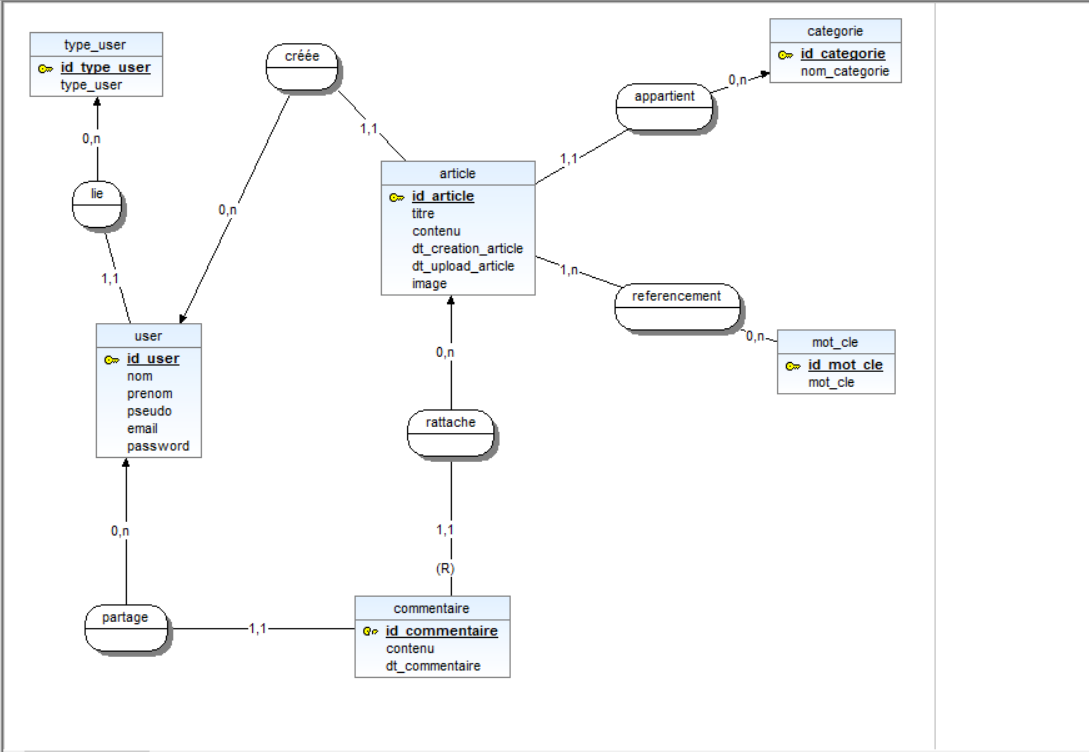 type_user
id_type_user
type_user
0,n
lie
1,1
user
id_user
nom
prenom
pseudo
email
password
0,n
partage
1,1
créée
0,n
1,1
article
id_article
titre
contenu
dt_creation_article
dt_upload_article
image
0,n
rattache
1,1
(R)
commentaire
id_commentaire
contenu
dt_commentaire
1,1
appartient
0,n
categorie
id_categorie
nom_categorie
1,n
referencement
0,n
mot_cle
id_mot_cle
mot_cle